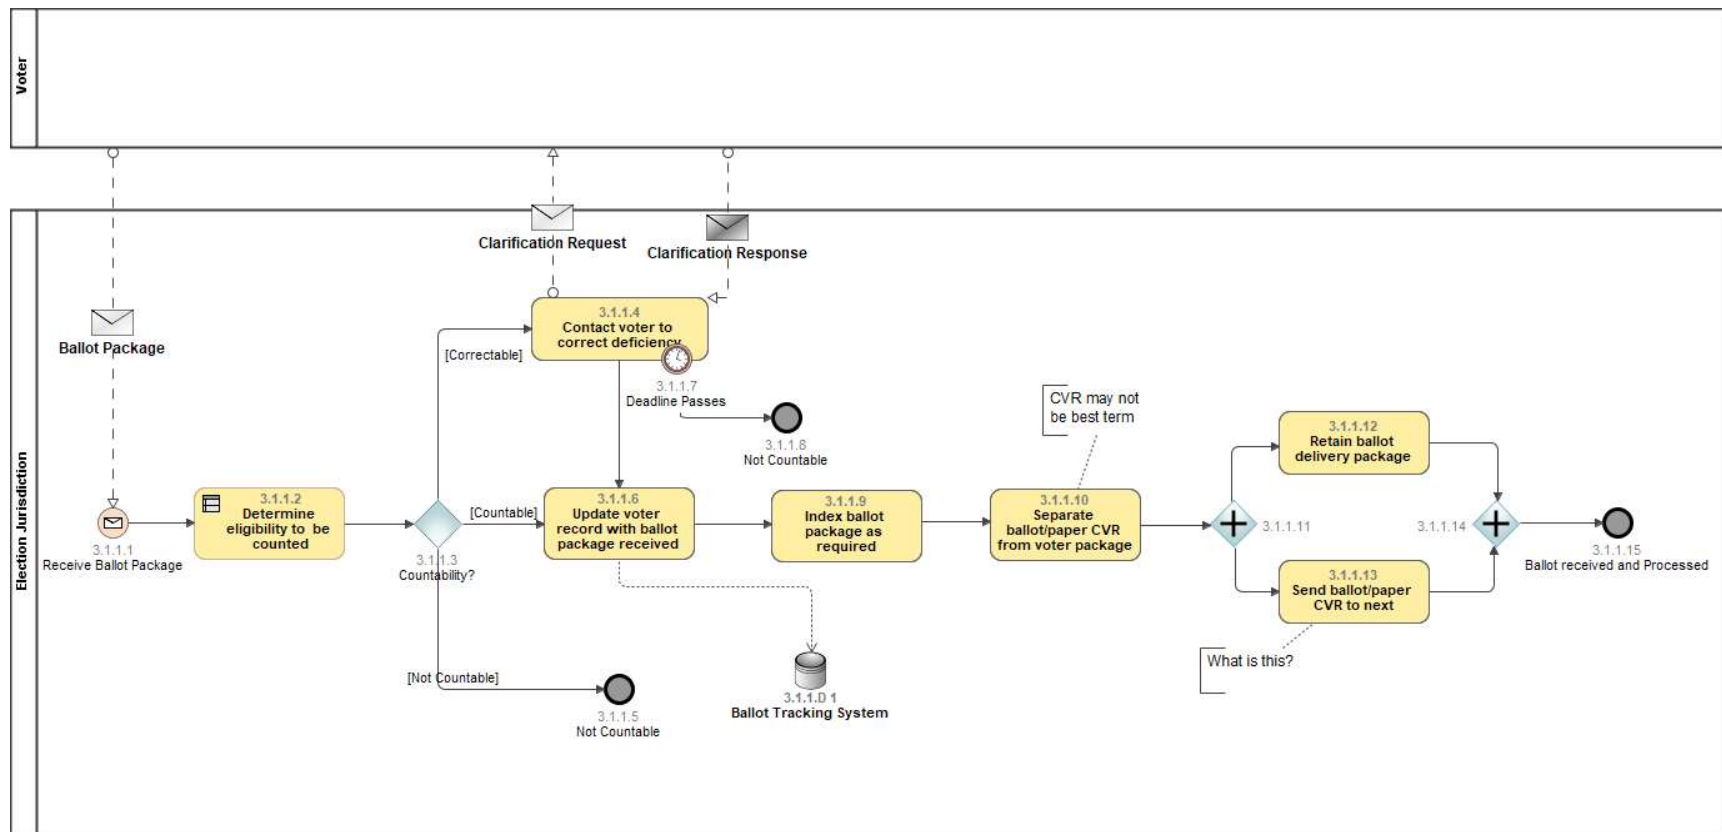 Voter
Clarification Request
Clarification Response
Ballot Package
Election Jurisdiction
3.1.1.4
Contact voter to
correct deficiency
[Correctable]
3.1.1.7
Deadline Passes
3.1.1.8
Not Countable
CVR may not
be best term
3.1.1.12
Retain ballot
delivery package
3.1.1.1
Receive Ballot Package
3.1.1.2
Determine
eligibility to be
counted
3.1.1.3
Countability?
[Countable]
3.1.1.6
Update voter
record with ballot
package received
3.1.1.9
Index ballot
package as
required
3.1.1.10
Separate
ballot/paper CVR
from voter package
3.1.1.11
3.1.1.14
3.1.1.15
Ballot received and Processed
3.1.1.13
Send ballot/paper
CVR to next
What is this?
[Not Countable]
3.1.1.5
Not Countable
3.1.1.D 1
Ballot Tracking System